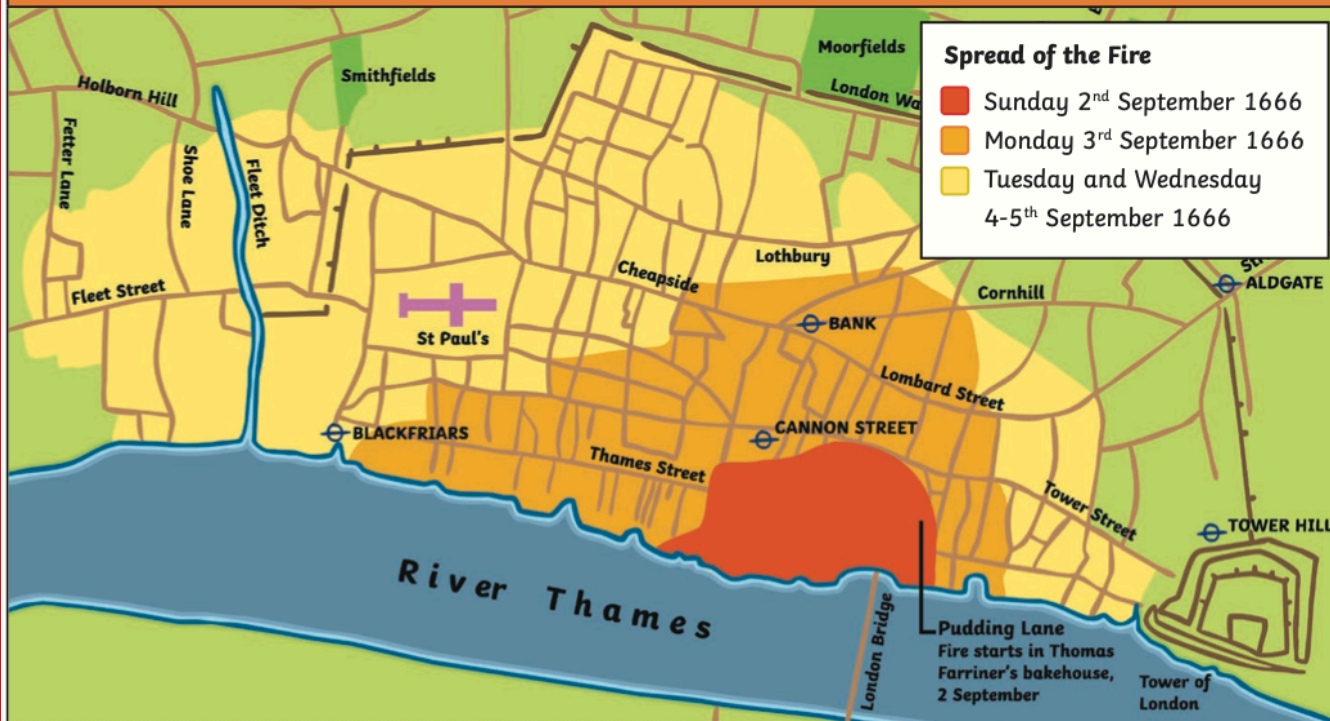 Spread of the Fire
Sunday 2nd September 1666
Monday 3rd September 1666
Tuesday and Wednesday
4-5th September 1666
Moorfields
Smithfields
London Wa
Holborn Hill
Fetter Lane
Shoe Lane
Fleet Ditch
Fleet Street
Lothbury
Cheapside
Cornhill
ALDGATE
BANK
St Paul's
Lombard Street
BLACKFRIARS
CANNON STREET
Thames Street
Tower Street
TOWER HILL
River Thames
London Bridge
Pudding Lane
Fire starts in Thomas
Farriner's bakehouse,
2 September
Tower of
London